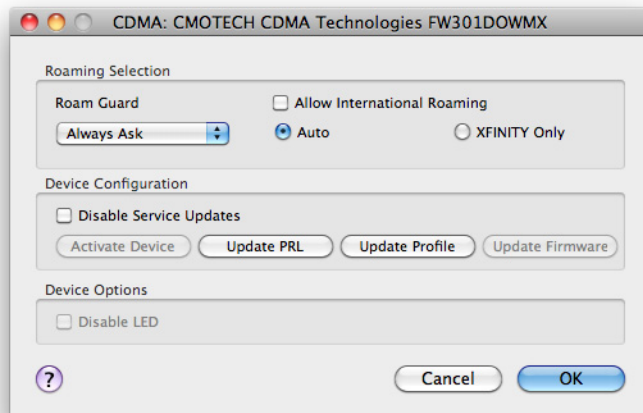 CDMA: CMOTECH CDMA Technologies FW301DOWMX
Roaming Selection
Roam Guard
Allow International Roaming
Always Ask
Auto
XFINITY Only
Device Configuration
Disable Service Updates
Activate Device
Update PRL
Update Profile
Update Firmware
Device Options
Disable LED
?
Cancel
OK